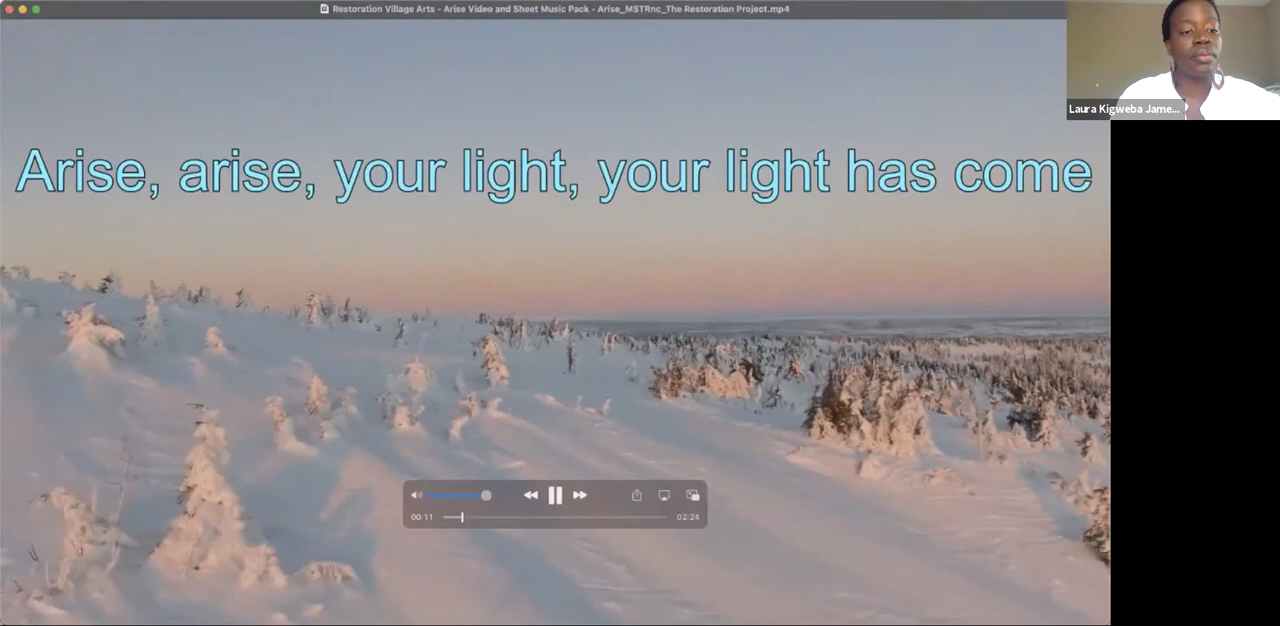 Restoration Village Arts - Arise Video and Sheet Music Pack - Arise_MSTRnc_The Restoration Project.mp4
Laura Kigweba Jame...
Arise, arise, your light, your light has come
00:11
02:24